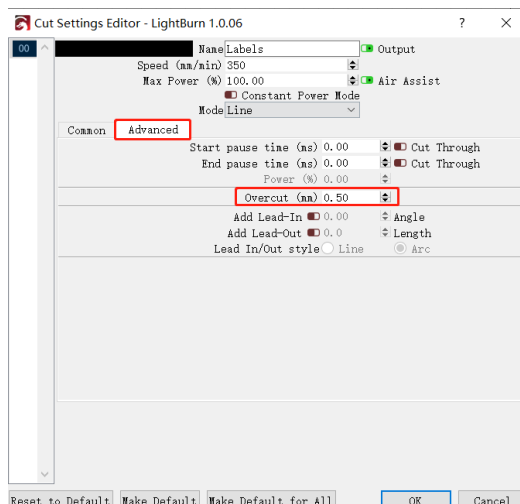 Cut Settings Editor - LightBurn 1.0.06 ?
00 Name Labels Output
Speed (mm/min) 350
Max Power (%) 100.00 Air Assist
Constant Power Mode
Mode Line
Common Advanced
Start pause time (ms) 0.00 Cut Through
End pause time (ms) 0.00 Cut Through
Power (%) 0.00
Overcut (mm) 0.50
Add Lead-In 0.00 Angle
Add Lead-Out 0.0 Length
Lead In/Out style Line Arc
Reset to Default Make Default Make Default for All OK Cancel